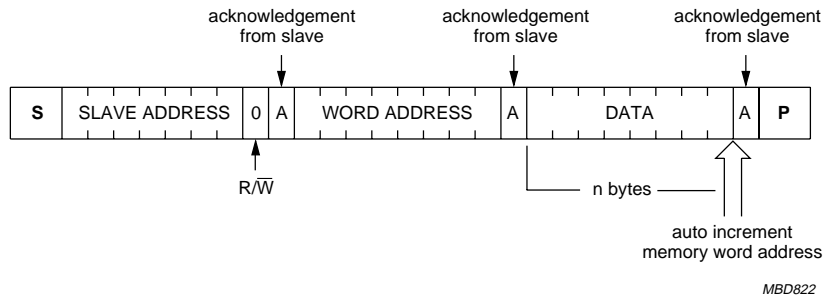 acknowledgement
from slave
acknowledgement
from slave
acknowledgement
from slave
S SLAVE ADDRESS 0 A WORD ADDRESS A DATA A P
R/W̅
n bytes
auto increment
memory word address
MBD822